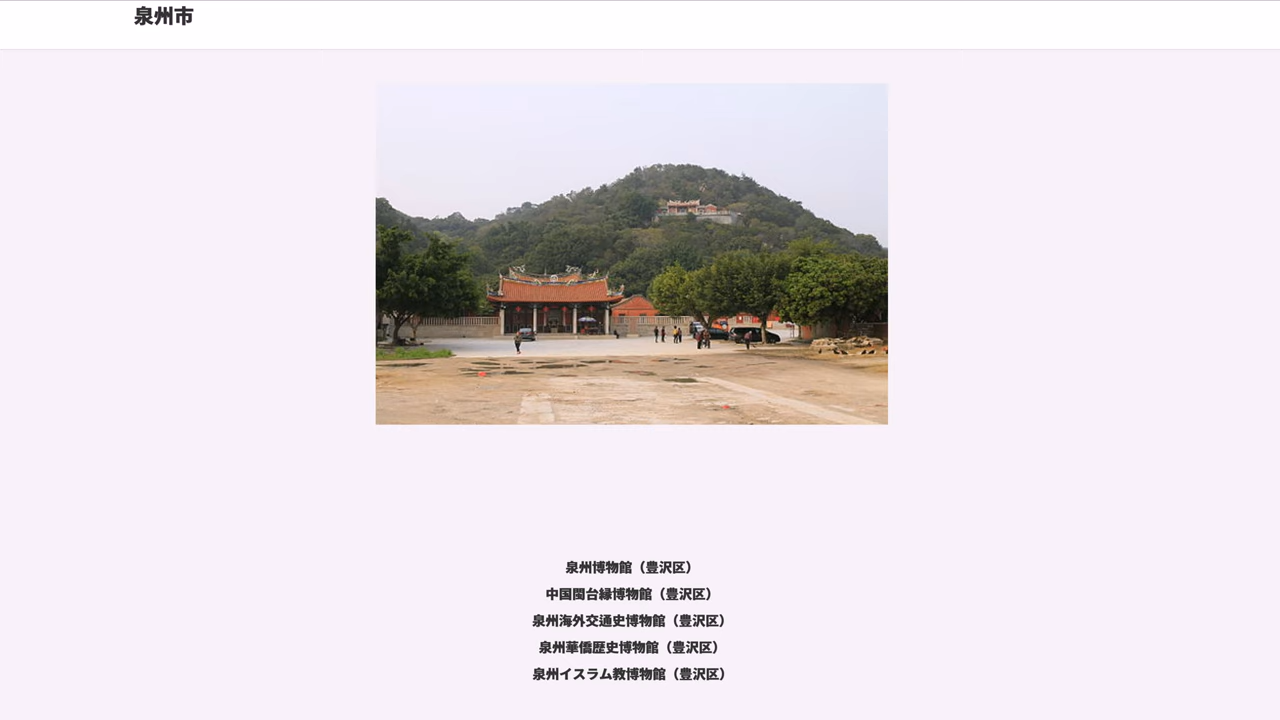 泉州市
泉州博物館（豊沢区）
中国閩台縁博物館（豊沢区）
泉州海外交通史博物館（豊沢区）
泉州華僑歴史博物館（豊沢区）
泉州イスラム教博物館（豊沢区）